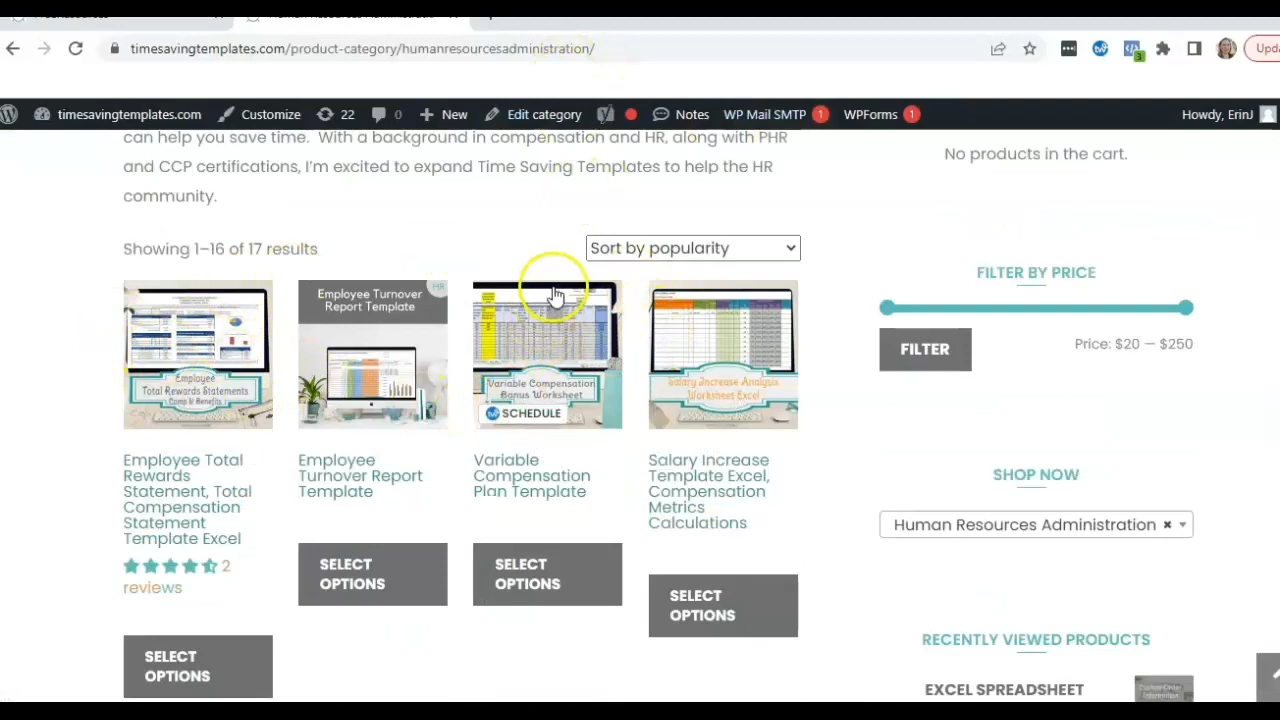 timesavingtemplates.com/product-category/humanresourcesadministration/
3
Upda
timesavingtemplates.com
Customize
22
0
New
Edit category
Notes
WP Mail SMTP 1
WPForms 1
Howdy, ErinJ
can help you save time. With a background in compensation and HR, along with PHR
and CCP certifications, I'm excited to expand Time Saving Templates to help the HR
community.
Showing 1–16 of 17 results
Sort by popularity
Employee
Total Rewards Statements
Comp & Benefits
Employee Turnover
Report Template
HR
Variable Compensation
Bonus Worksheet
SCHEDULE
Salary Increase Analysis
Worksheet Excel
Employee Total
Rewards
Statement, Total
Compensation
Statement
Template Excel
2
reviews
SELECT
OPTIONS
Employee
Turnover Report
Template
SELECT
OPTIONS
Variable
Compensation
Plan Template
SELECT
OPTIONS
Salary Increase
Template Excel,
Compensation
Metrics
Calculations
SELECT
OPTIONS
No products in the cart.
FILTER BY PRICE
FILTER
Price: $20 — $250
SHOP NOW
Human Resources Administration ×
RECENTLY VIEWED PRODUCTS
EXCEL SPREADSHEET